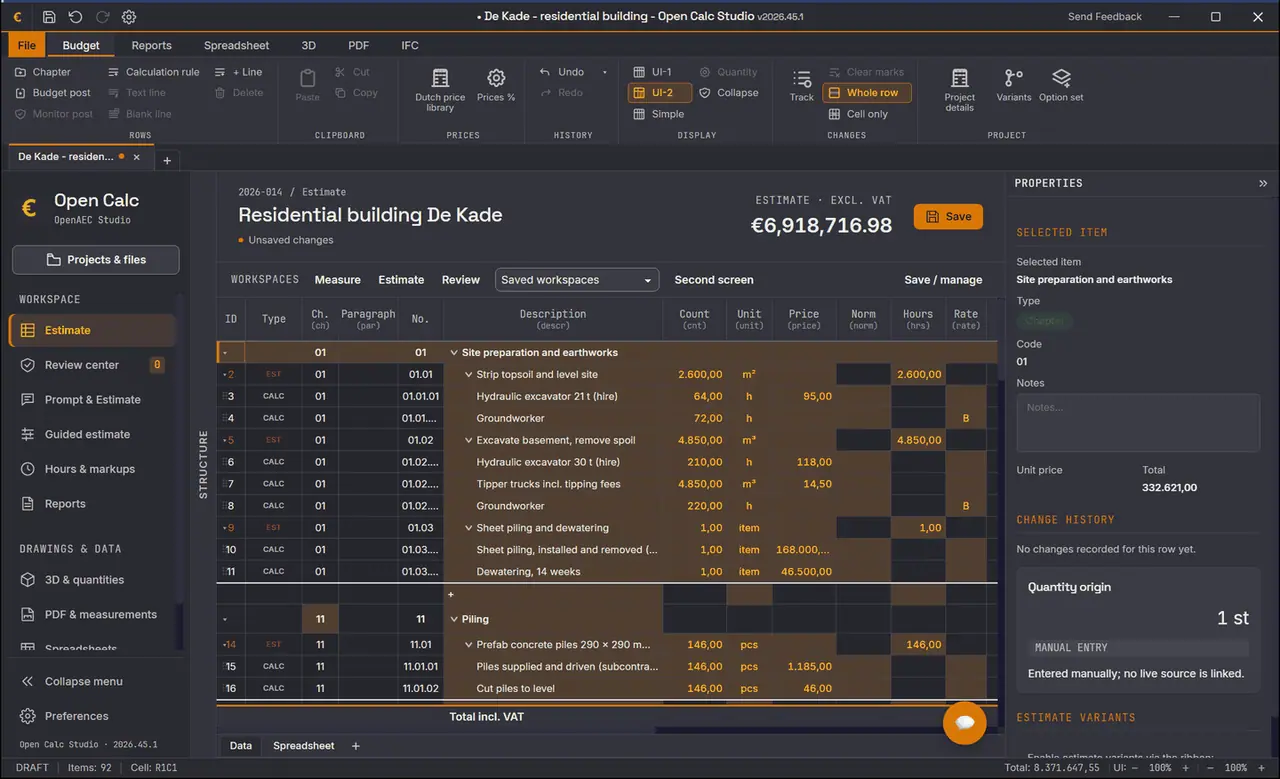 €
• De Kade - residential building - Open Calc Studio v2026.45.1
Send Feedback
File Budget Reports Spreadsheet 3D PDF IFC
Chapter
Budget post
Monitor post
Calculation rule
Text line
Blank line
+ Line
Delete
ROWS
Paste
Cut
Copy
CLIPBOARD
Dutch price
library
Prices %
PRICES
Undo
Redo
HISTORY
UI-1
UI-2
Simple
Quantity
Collapse
DISPLAY
Track
Clear marks
Whole row
Cell only
CHANGES
Project
details
Variants
Option set
PROJECT
De Kade - residen... • ×
+
€
Open Calc
OpenAEC Studio
Projects & files
WORKSPACE
Estimate
Review center 0
Prompt & Estimate
Guided estimate
Hours & markups
Reports
DRAWINGS & DATA
3D & quantities
PDF & measurements
Spreadsheets
Collapse menu
Preferences
Open Calc Studio · 2026.45.1
STRUCTURE
2026-014 / Estimate
Residential building De Kade
• Unsaved changes
ESTIMATE · EXCL. VAT
€6,918,716.98
Save
WORKSPACES Measure Estimate Review Saved workspaces Second screen Save / manage
ID Type Ch. (ch) Paragraph (par) No. Description (descr) Count (cnt) Unit (unit) Price (price) Norm (norm) Hours (hrs) Rate (rate)
01 01 Site preparation and earthworks
2 EST 01 01.01 Strip topsoil and level site 2.600,00 m² 2.600,00
3 CALC 01 01.01.01 Hydraulic excavator 21 t (hire) 64,00 h 95,00
4 CALC 01 01.01.... Groundworker 72,00 h B
5 EST 01 01.02 Excavate basement, remove spoil 4.850,00 m³ 4.850,00
6 CALC 01 01.02.... Hydraulic excavator 30 t (hire) 210,00 h 118,00
7 CALC 01 01.02.... Tipper trucks incl. tipping fees 4.850,00 m³ 14,50
8 CALC 01 01.02.... Groundworker 220,00 h B
9 EST 01 01.03 Sheet piling and dewatering 1,00 item 1,00
10 CALC 01 01.03.... Sheet piling, installed and removed (... 1,00 item 168.000,...
11 CALC 01 01.03.... Dewatering, 14 weeks 1,00 item 46.500,00
+
11 11 Piling
14 EST 11 11.01 Prefab concrete piles 290 × 290 m... 146,00 pcs 146,00
15 CALC 11 11.01.01 Piles supplied and driven (subcontra... 146,00 pcs 1.185,00
16 CALC 11 11.01.02 Cut piles to level 146,00 pcs 46,00
Total incl. VAT
Data Spreadsheet +
PROPERTIES »
SELECTED ITEM
Selected item
Site preparation and earthworks
Type
Chapter
Code
01
Notes
Notes...
Unit price Total
332.621,00
CHANGE HISTORY
No changes recorded for this row yet.
Quantity origin
1 st
MANUAL ENTRY
Entered manually; no live source is linked.
ESTIMATE VARIANTS
Enable estimate variants via the ribbon:
DRAFT Items: 92 Cell: R1C1
Total: 8.371.647,55 UI: − 100% + − 100% +